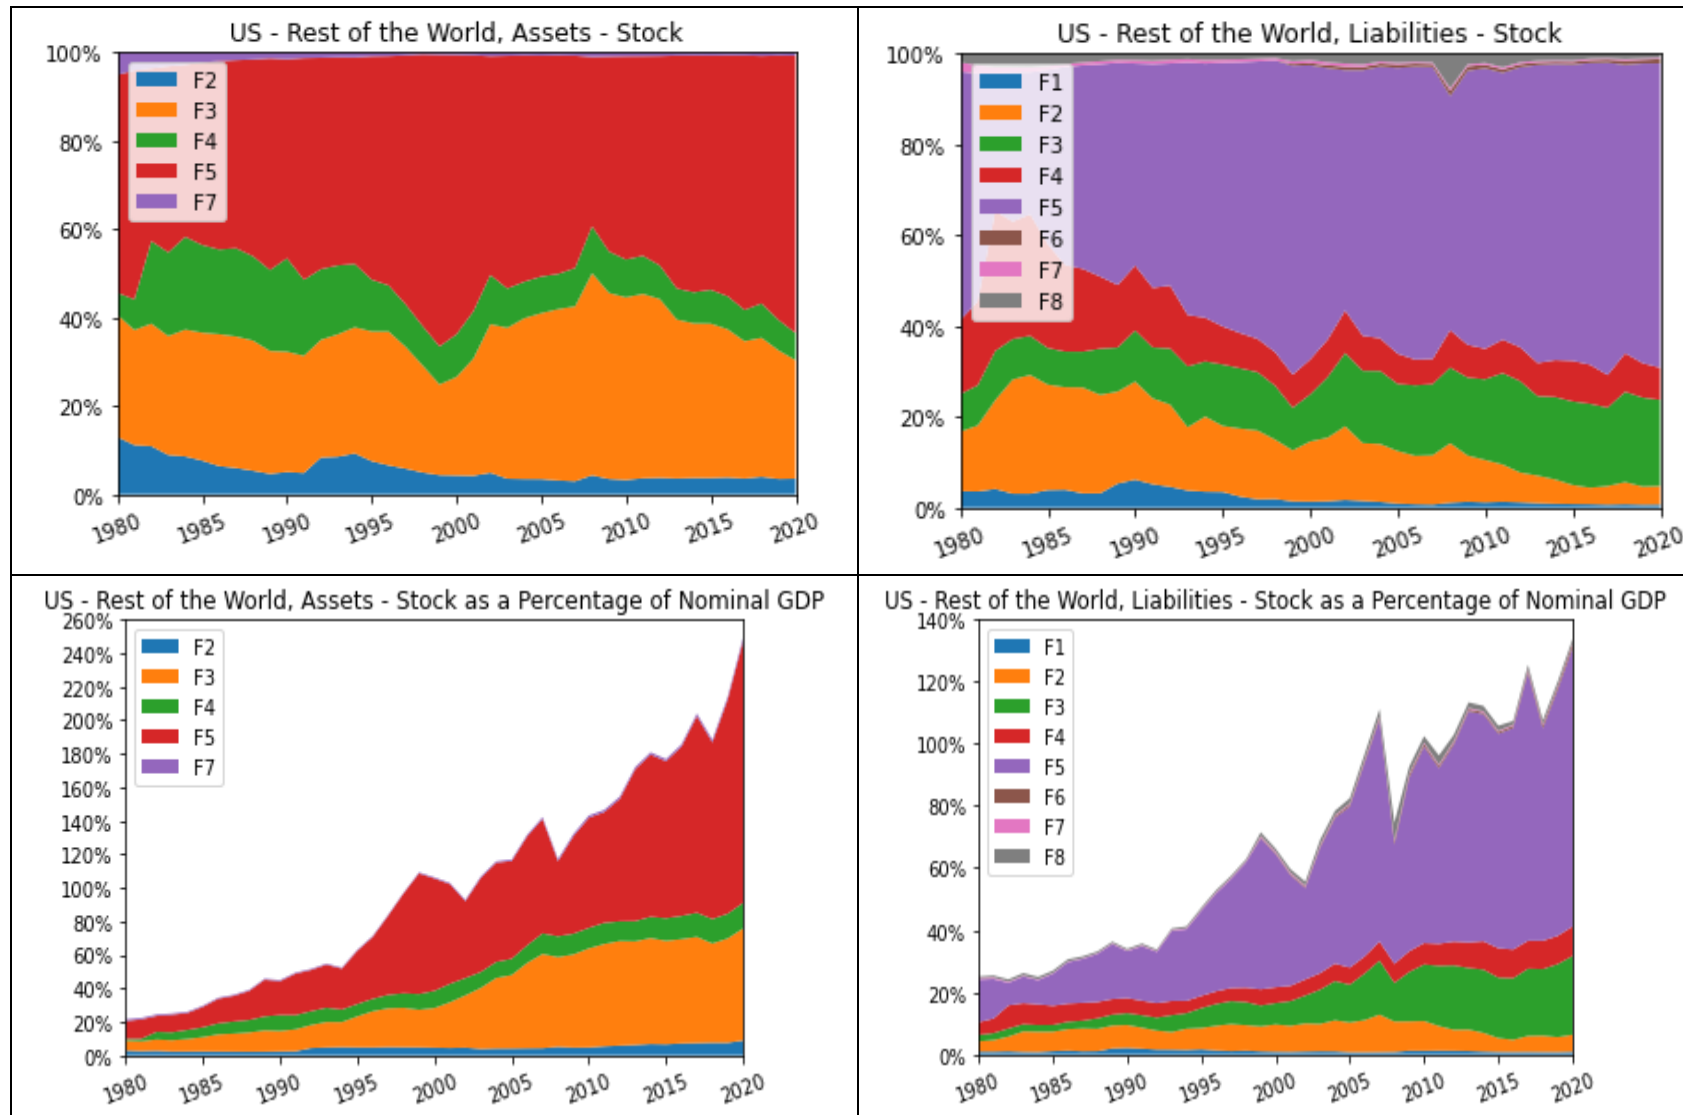 US - Rest of the World, Assets - Stock
100%
80%
60%
40%
20%
0%
F2
F3
F4
F5
F7
1980
1985
1990
1995
2000
2005
2010
2015
2020
US - Rest of the World, Liabilities - Stock
100%
80%
60%
40%
20%
0%
F1
F2
F3
F4
F5
F6
F7
F8
1980
1985
1990
1995
2000
2005
2010
2015
2020
US - Rest of the World, Assets - Stock as a Percentage of Nominal GDP
260%
240%
220%
200%
180%
160%
140%
120%
100%
80%
60%
40%
20%
0%
F2
F3
F4
F5
F7
1980
1985
1990
1995
2000
2005
2010
2015
2020
US - Rest of the World, Liabilities - Stock as a Percentage of Nominal GDP
140%
120%
100%
80%
60%
40%
20%
0%
F1
F2
F3
F4
F5
F6
F7
F8
1980
1985
1990
1995
2000
2005
2010
2015
2020